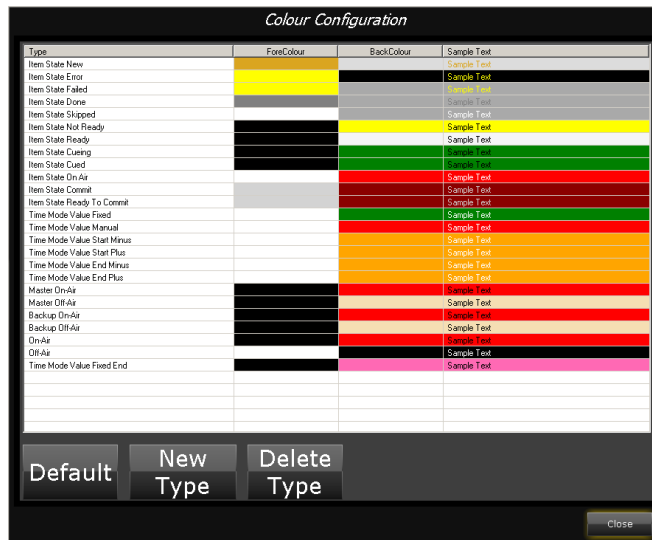 Colour Configuration
Type ForeColour BackColour Sample Text
Item State New Sample Text
Item State Error Sample Text
Item State Failed Sample Text
Item State Done Sample Text
Item State Skipped Sample Text
Item State Not Ready Sample Text
Item State Ready Sample Text
Item State Cueing Sample Text
Item State Cued Sample Text
Item State On Air Sample Text
Item State Commit Sample Text
Item State Ready To Commit Sample Text
Time Mode Value Fixed Sample Text
Time Mode Value Manual Sample Text
Time Mode Value Start Minus Sample Text
Time Mode Value Start Plus Sample Text
Time Mode Value End Minus Sample Text
Time Mode Value End Plus Sample Text
Master On-Air Sample Text
Master Off-Air Sample Text
Backup On-Air Sample Text
Backup Off-Air Sample Text
On-Air Sample Text
Off-Air Sample Text
Time Mode Value Fixed End Sample Text
Default
New
Type
Delete
Type
Close